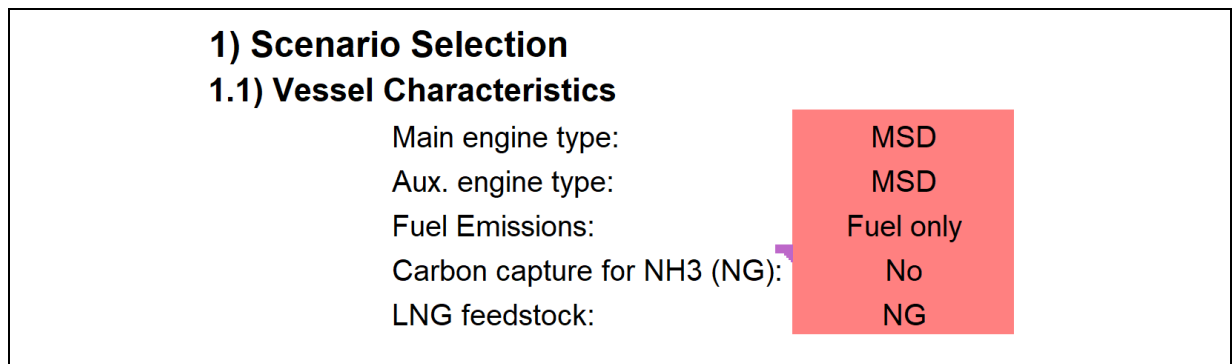 1) Scenario Selection
1.1) Vessel Characteristics
Main engine type: MSD
Aux. engine type: MSD
Fuel Emissions: Fuel only
Carbon capture for NH3 (NG): No
LNG feedstock: NG